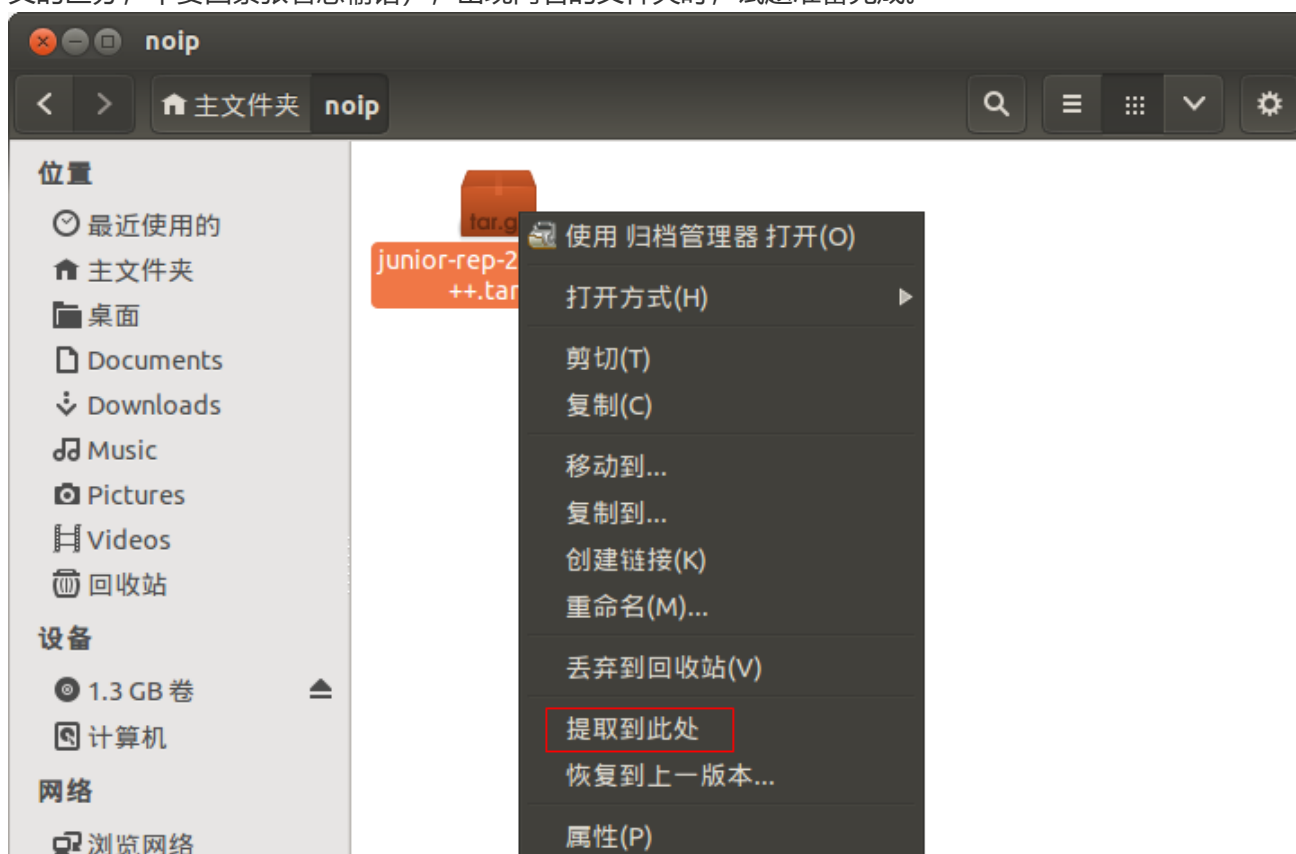 noip
主文件夹 noip
位置
最近使用的
主文件夹
桌面
Documents
Downloads
Music
Pictures
Videos
回收站
设备
1.3 GB 卷
计算机
网络
浏览网络
tar.g
junior-rep-2
++.tar
使用 归档管理器 打开(O)
打开方式(H)
剪切(T)
复制(C)
移动到...
复制到...
创建链接(K)
重命名(M)...
丢弃到回收站(V)
提取到此处
恢复到上一版本...
属性(P)